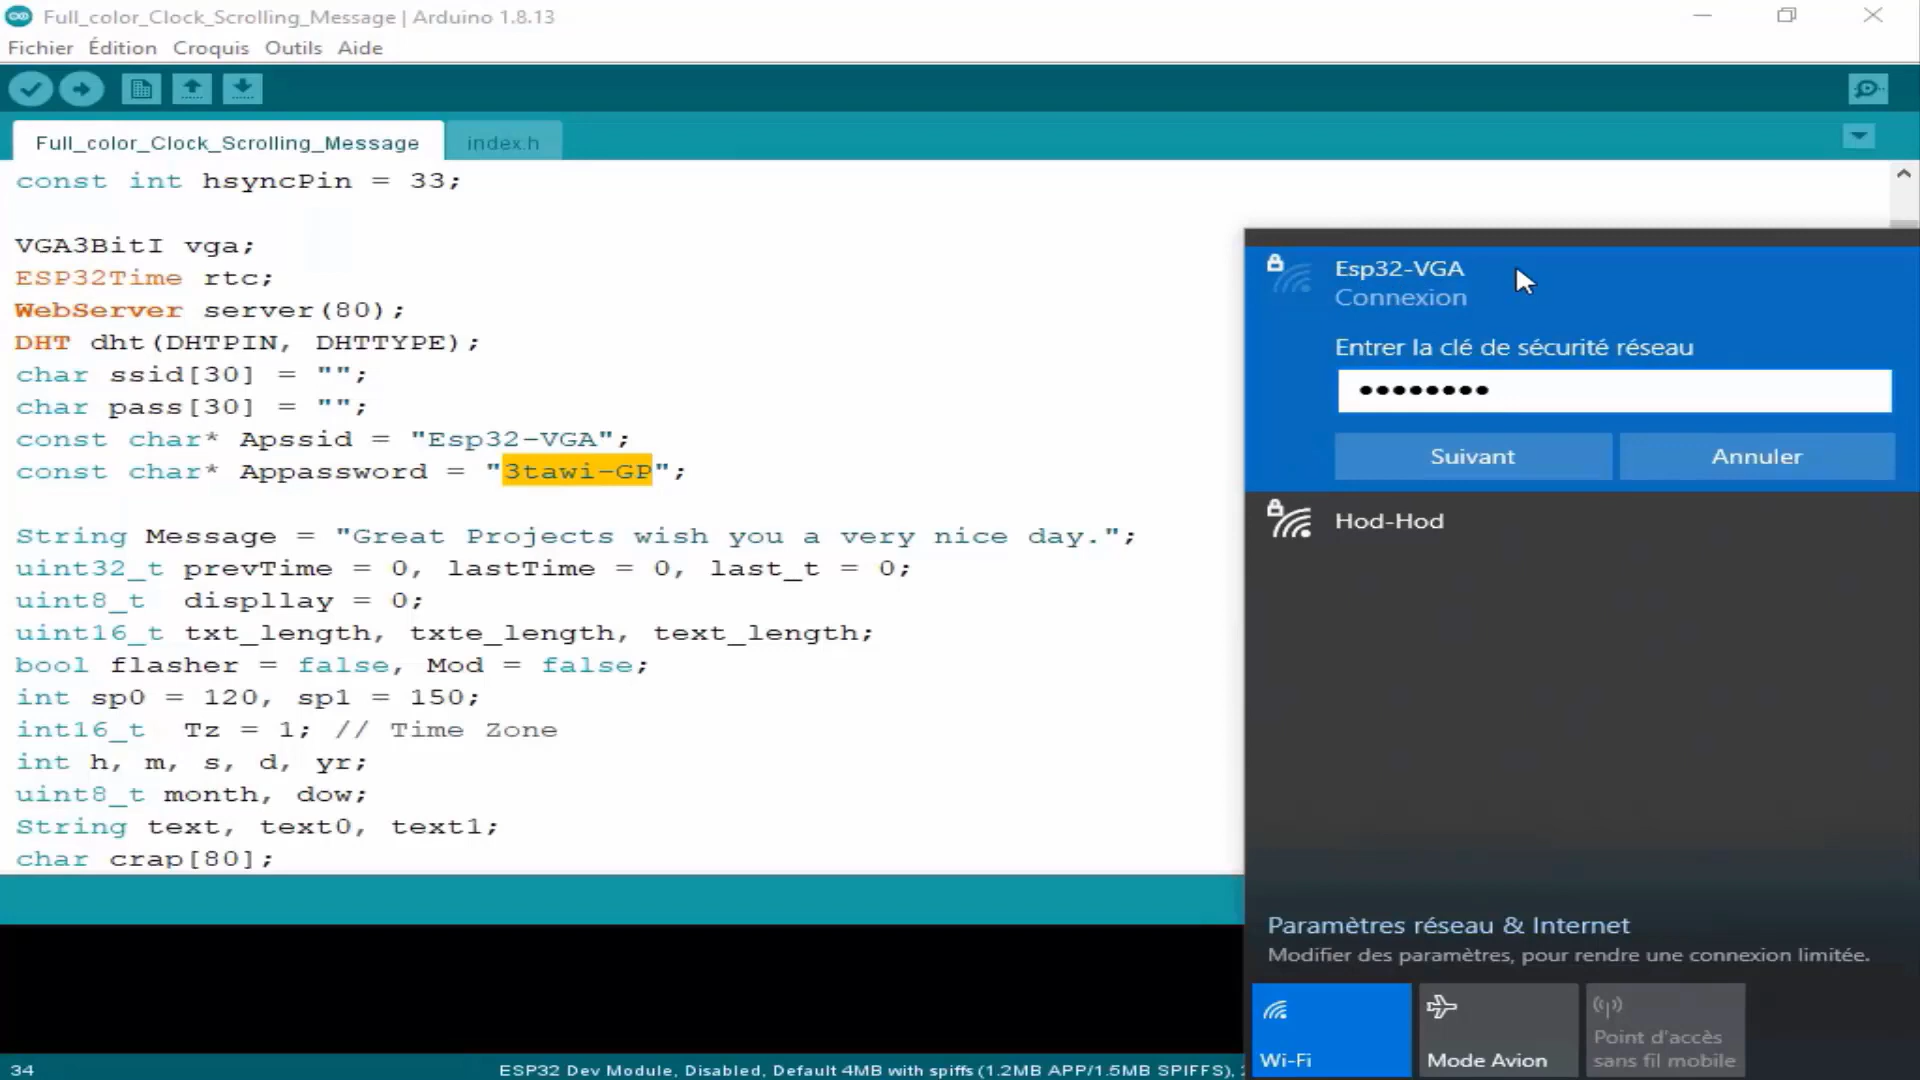 Full_color_Clock_Scrolling_Message | Arduino 1.8.13
Fichier Édition Croquis Outils Aide
Full_color_Clock_Scrolling_Message index.h
const int hsyncPin = 33;
VGA3BitI vga;
ESP32Time rtc;
WebServer server(80);
DHT dht(DHTPIN, DHTTYPE);
char ssid[30] = "";
char pass[30] = "";
const char* Apssid = "Esp32-VGA";
const char* Appassword = "3tawi-GP";
String Message = "Great Projects wish you a very nice day.";
uint32_t prevTime = 0, lastTime = 0, last_t = 0;
uint8_t displlay = 0;
uint16_t txt_length, txte_length, text_length;
bool flasher = false, Mod = false;
int sp0 = 120, sp1 = 150;
int16_t Tz = 1; // Time Zone
int h, m, s, d, yr;
uint8_t month, dow;
String text, text0, text1;
char crap[80];
34
ESP32 Dev Module, Disabled, Default 4MB with spiffs (1.2MB APP/1.5MB SPIFFS),
Esp32-VGA
Connexion
Entrer la clé de sécurité réseau
••••••••
Suivant Annuler
Hod-Hod
Paramètres réseau & Internet
Modifier des paramètres, pour rendre une connexion limitée.
Wi-Fi
Mode Avion
Point d'accès
sans fil mobile